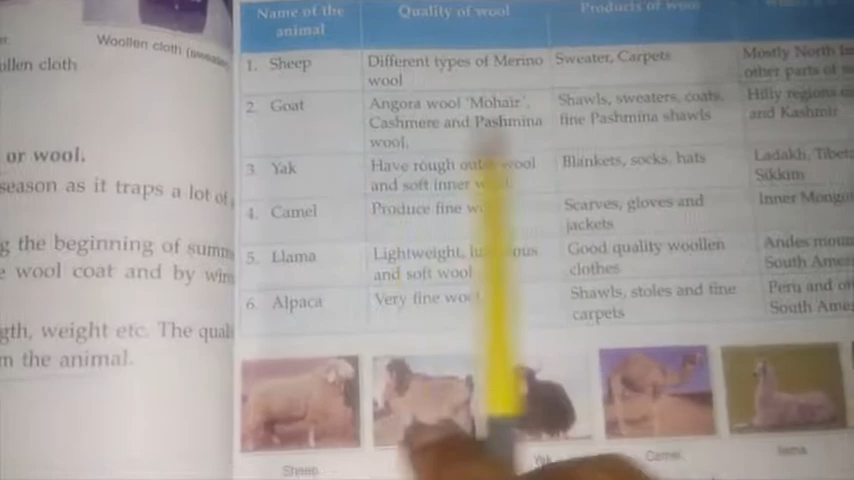 Woollen cloth (sweater
ollen cloth
or wool.
season as it traps a lot of
g the beginning of summ
e wool coat and by win
gth, weight etc. The qual
m the animal.
Name of the animal Quality of wool Products of wool
1. Sheep Different types of Merino wool Sweater, Carpets Mostly North
other parts of
2. Goat Angora wool 'Mohair', Cashmere and Pashmina wool. Shawls, sweaters, coats, fine Pashmina shawls Hilly regions
and Kashmir
3. Yak Have rough outer wool and soft inner Blankets, socks, hats Ladakh,
Sikkim
4. Camel Produce fine Scarves, gloves and jackets Inner
5. Llama Lightweight, and soft wool Good quality woollen clothes Andes
South
6. Alpaca Very fine Shawls, stoles and fine carpets Peru and
South
Sheep
Yak
Camel
llama